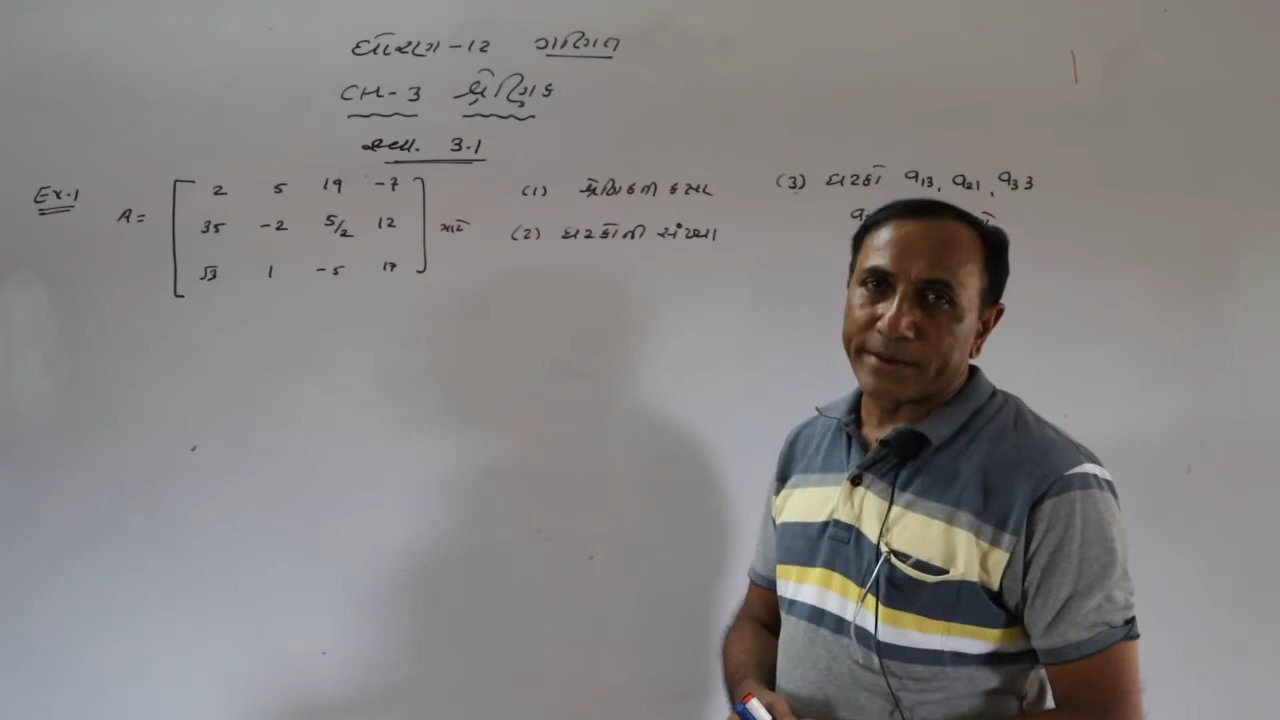 ધોરણ-12 ગણિત
CH-3 શ્રેણિક
સ્વા. 3.1
Ex-1 A = [ 2 5 19 -7
35 -2 5/2 12
√3 1 -5 17 ] માટે
(1) શ્રેણિકની કક્ષા
(2) ઘટકોની સંખ્યા
(3) ઘટકો a13, a21, a33